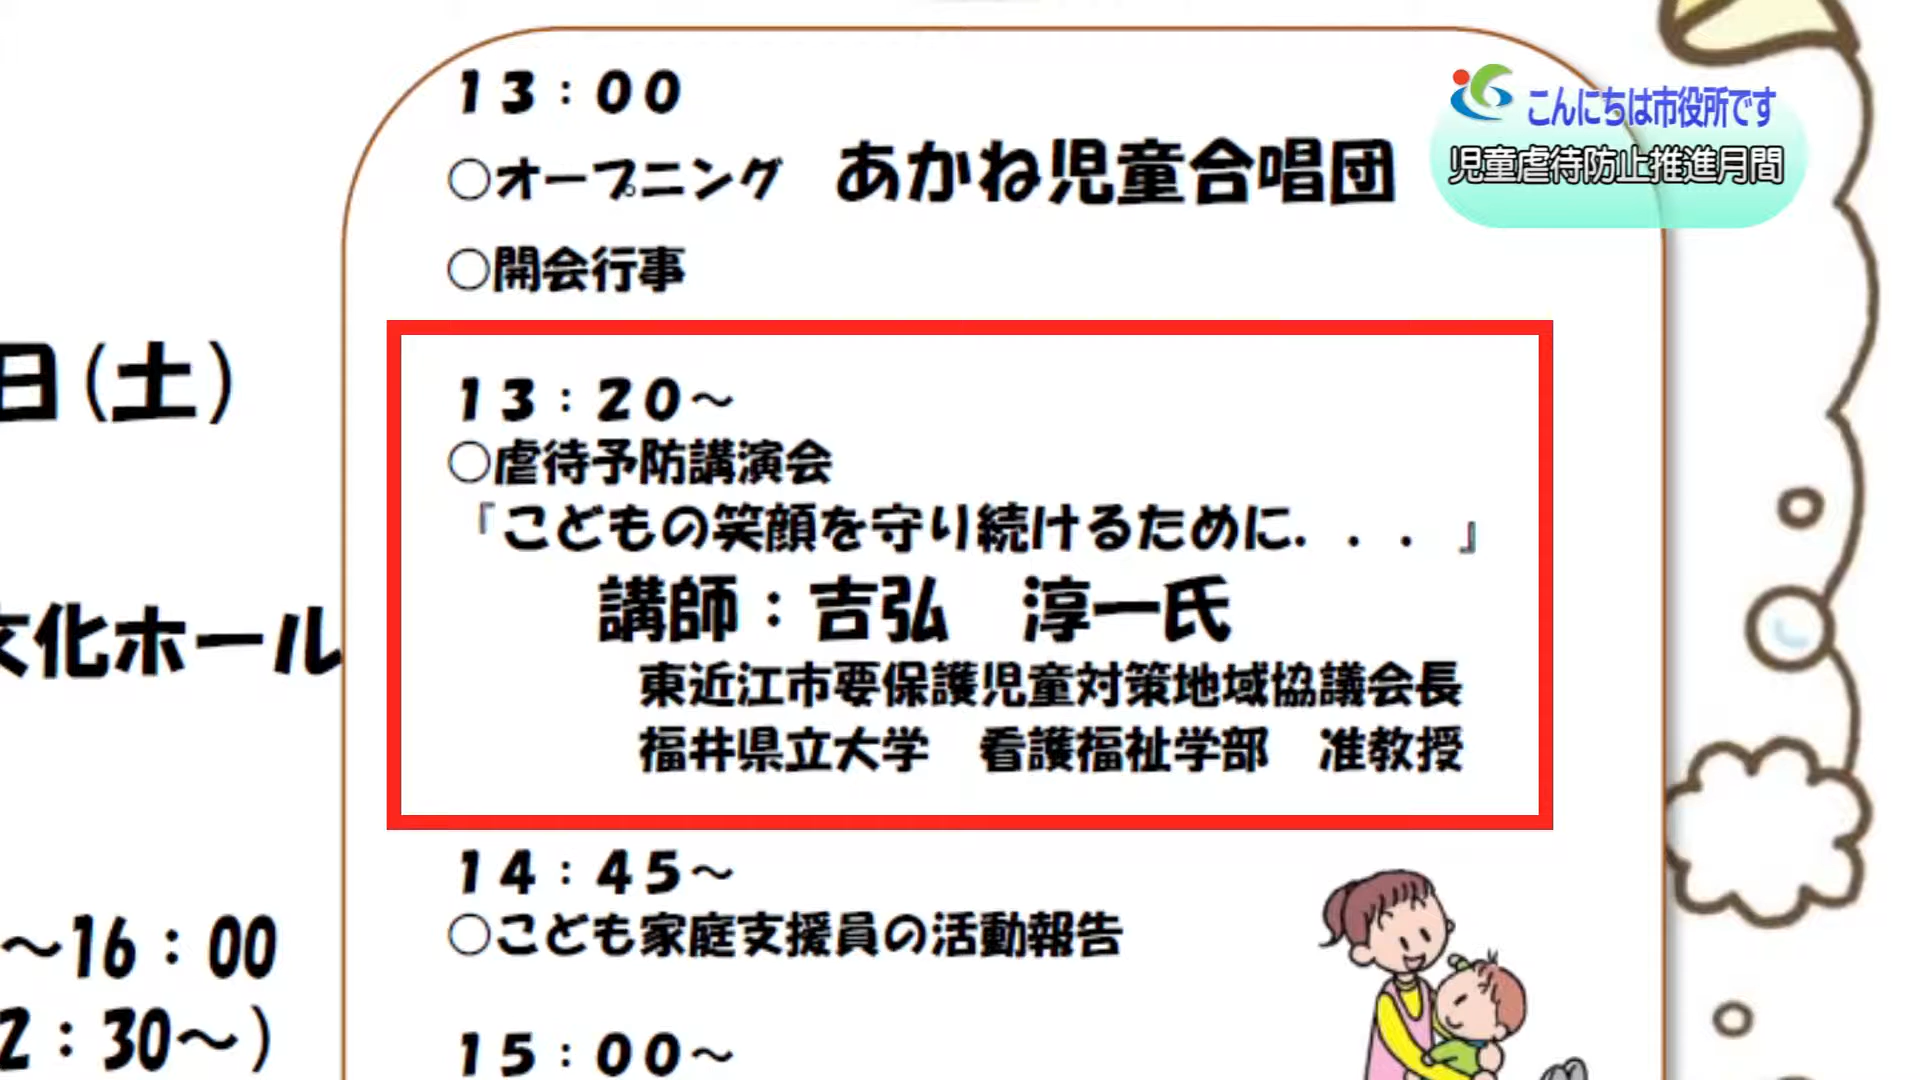 こんにちは市役所です
児童虐待防止推進月間
13：00
○オープニング　あかね児童合唱団
○開会行事
13：20～
○虐待予防講演会
『こどもの笑顔を守り続けるために．．．』
講師：吉弘　淳一氏
東近江市要保護児童対策地域協議会長
福井県立大学　看護福祉学部　准教授
14：45～
○こども家庭支援員の活動報告
15：00～
日(土)
文化ホール
～16：00
2：30～)